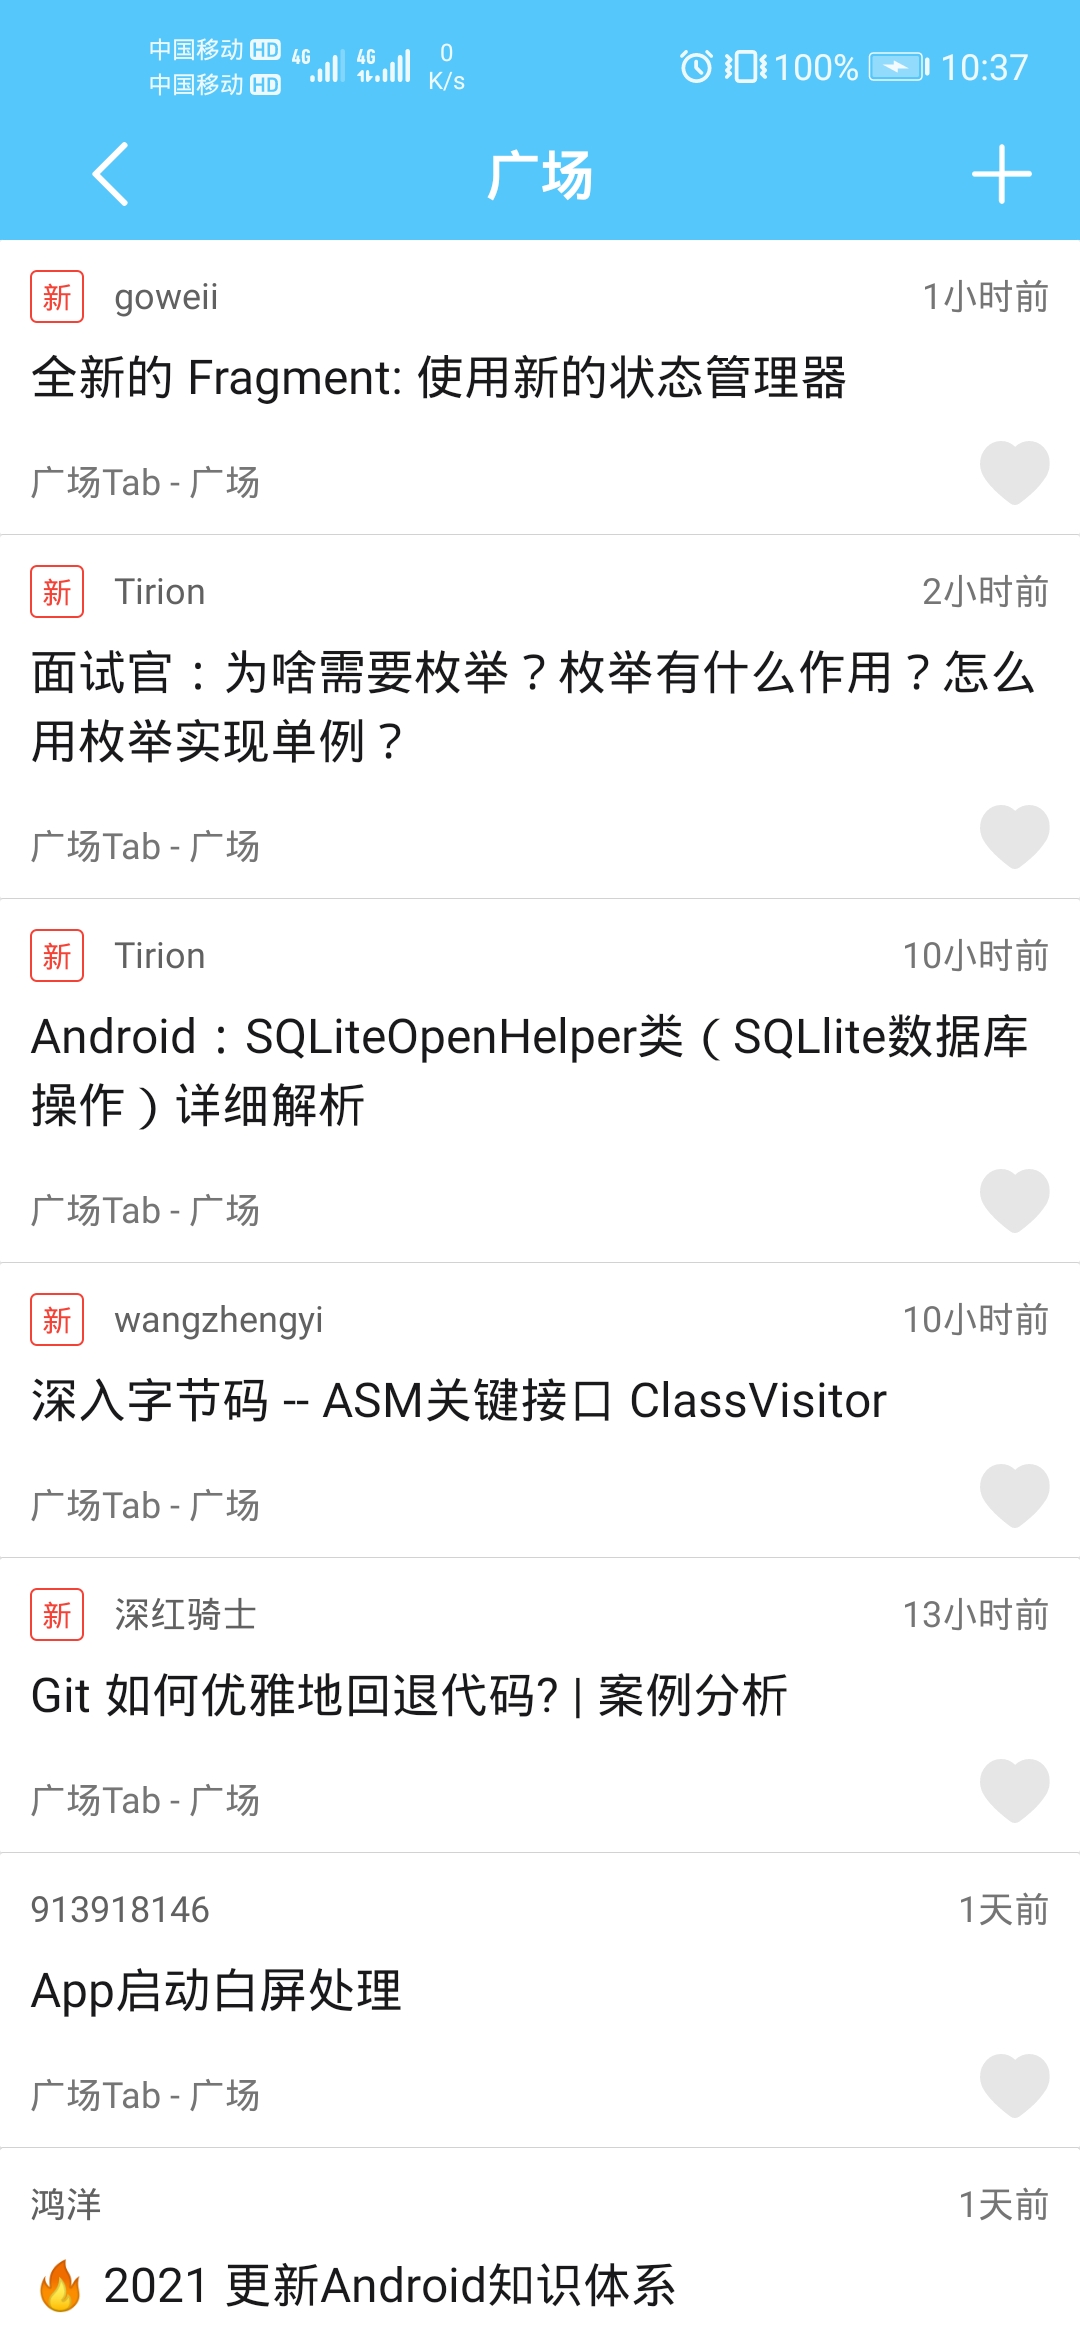 中国移动 HD 4G 4G 0 100% 10:37
中国移动 HD K/s
广场
新 goweii 1小时前
全新的 Fragment: 使用新的状态管理器
广场Tab - 广场
新 Tirion 2小时前
面试官：为啥需要枚举？枚举有什么作用？怎么
用枚举实现单例？
广场Tab - 广场
新 Tirion 10小时前
Android：SQLiteOpenHelper类（SQLlite数据库
操作）详细解析
广场Tab - 广场
新 wangzhengyi 10小时前
深入字节码 -- ASM关键接口 ClassVisitor
广场Tab - 广场
新 深红骑士 13小时前
Git 如何优雅地回退代码? | 案例分析
广场Tab - 广场
913918146 1天前
App启动白屏处理
广场Tab - 广场
鸿洋 1天前
🔥 2021 更新Android知识体系